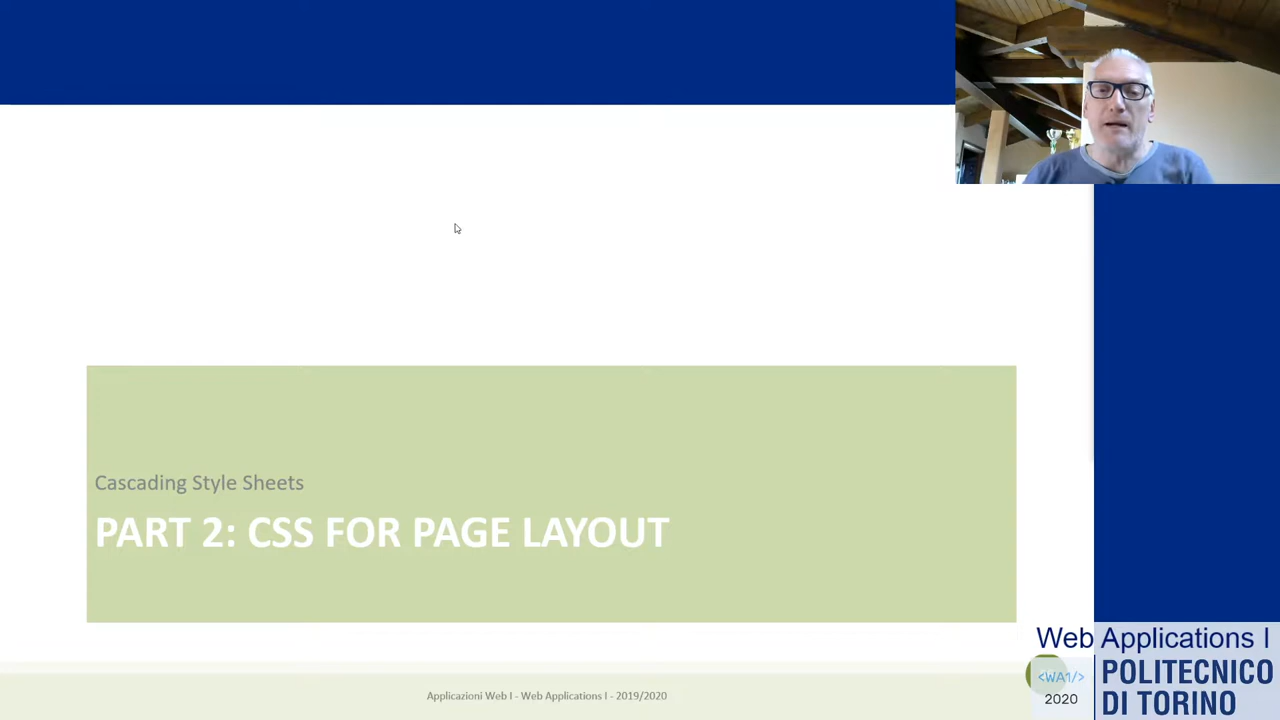 Cascading Style Sheets
PART 2: CSS FOR PAGE LAYOUT
Applicazioni Web I - Web Applications I - 2019/2020
Web Applications I
<WA1/>
2020
POLITECNICO
DI TORINO